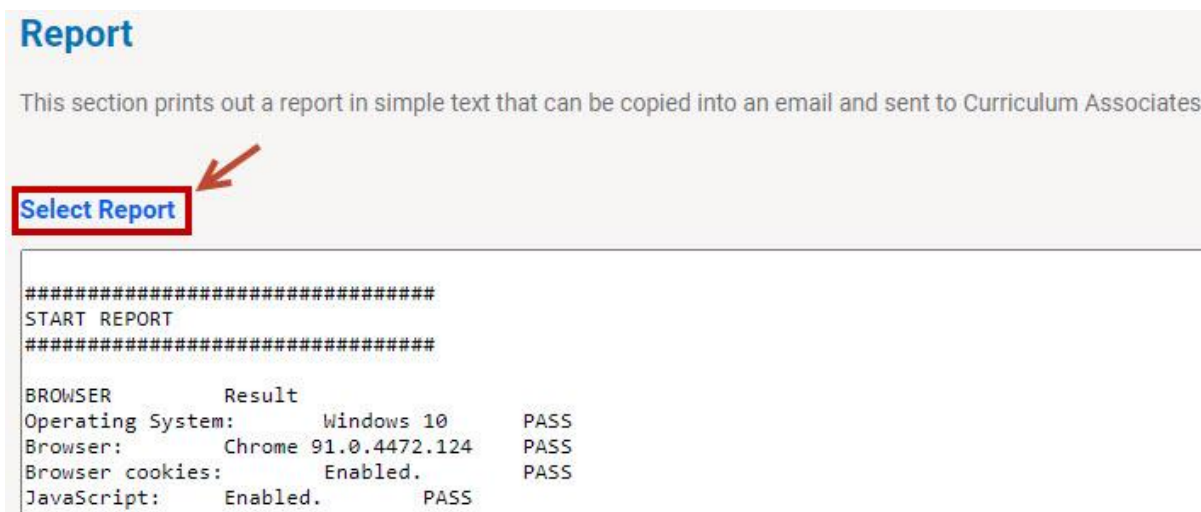 Report
This section prints out a report in simple text that can be copied into an email and sent to Curriculum Associates
Select Report
#################################
START REPORT
#################################
BROWSER Result
Operating System: Windows 10 PASS
Browser: Chrome 91.0.4472.124 PASS
Browser cookies: Enabled. PASS
JavaScript: Enabled. PASS